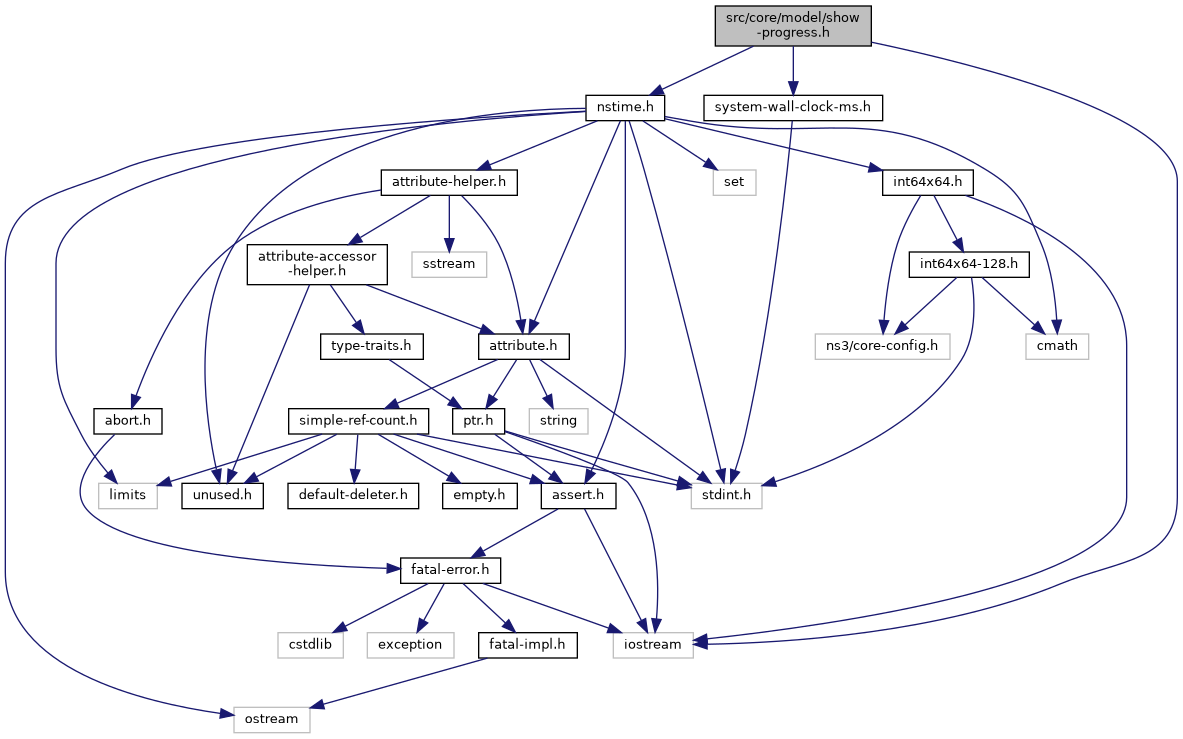 src/core/model/show
-progress.h
nstime.h
system-wall-clock-ms.h
attribute-helper.h
set
int64x64.h
attribute-accessor
-helper.h
sstream
int64x64-128.h
type-traits.h
attribute.h
ns3/core-config.h
cmath
abort.h
simple-ref-count.h
ptr.h
string
limits
unused.h
default-deleter.h
empty.h
assert.h
stdint.h
fatal-error.h
cstdlib
exception
fatal-impl.h
iostream
ostream